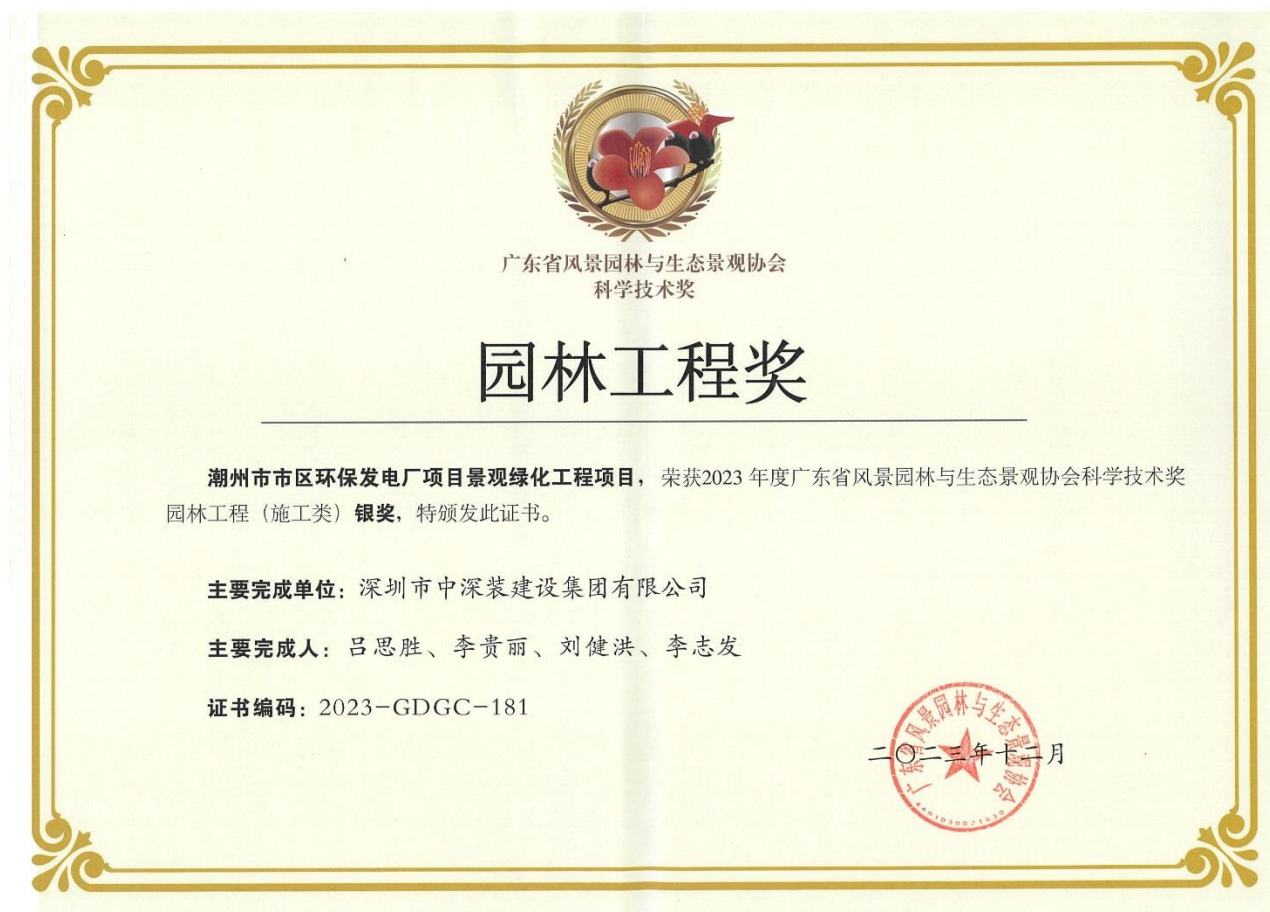 广东省风景园林与生态景观协会
科学技术奖
园林工程奖
潮州市市区环保发电厂项目景观绿化工程项目，荣获2023 年度广东省风景园林与生态景观协会科学技术奖
园林工程（施工类）银奖，特颁发此证书。
主要完成单位：深圳市中深装建设集团有限公司
主要完成人：吕思胜、李贵丽、刘健洪、李志发
证书编码：2023-GDGC-181
二〇二三年十二月
广东省风景园林与生态景观协会